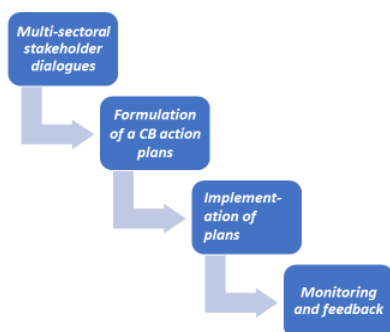 Multi-sectoral
stakeholder
dialogues
Formulation
of a CB action
plans
Implement-
ation of
plans
Monitoring
and feedback